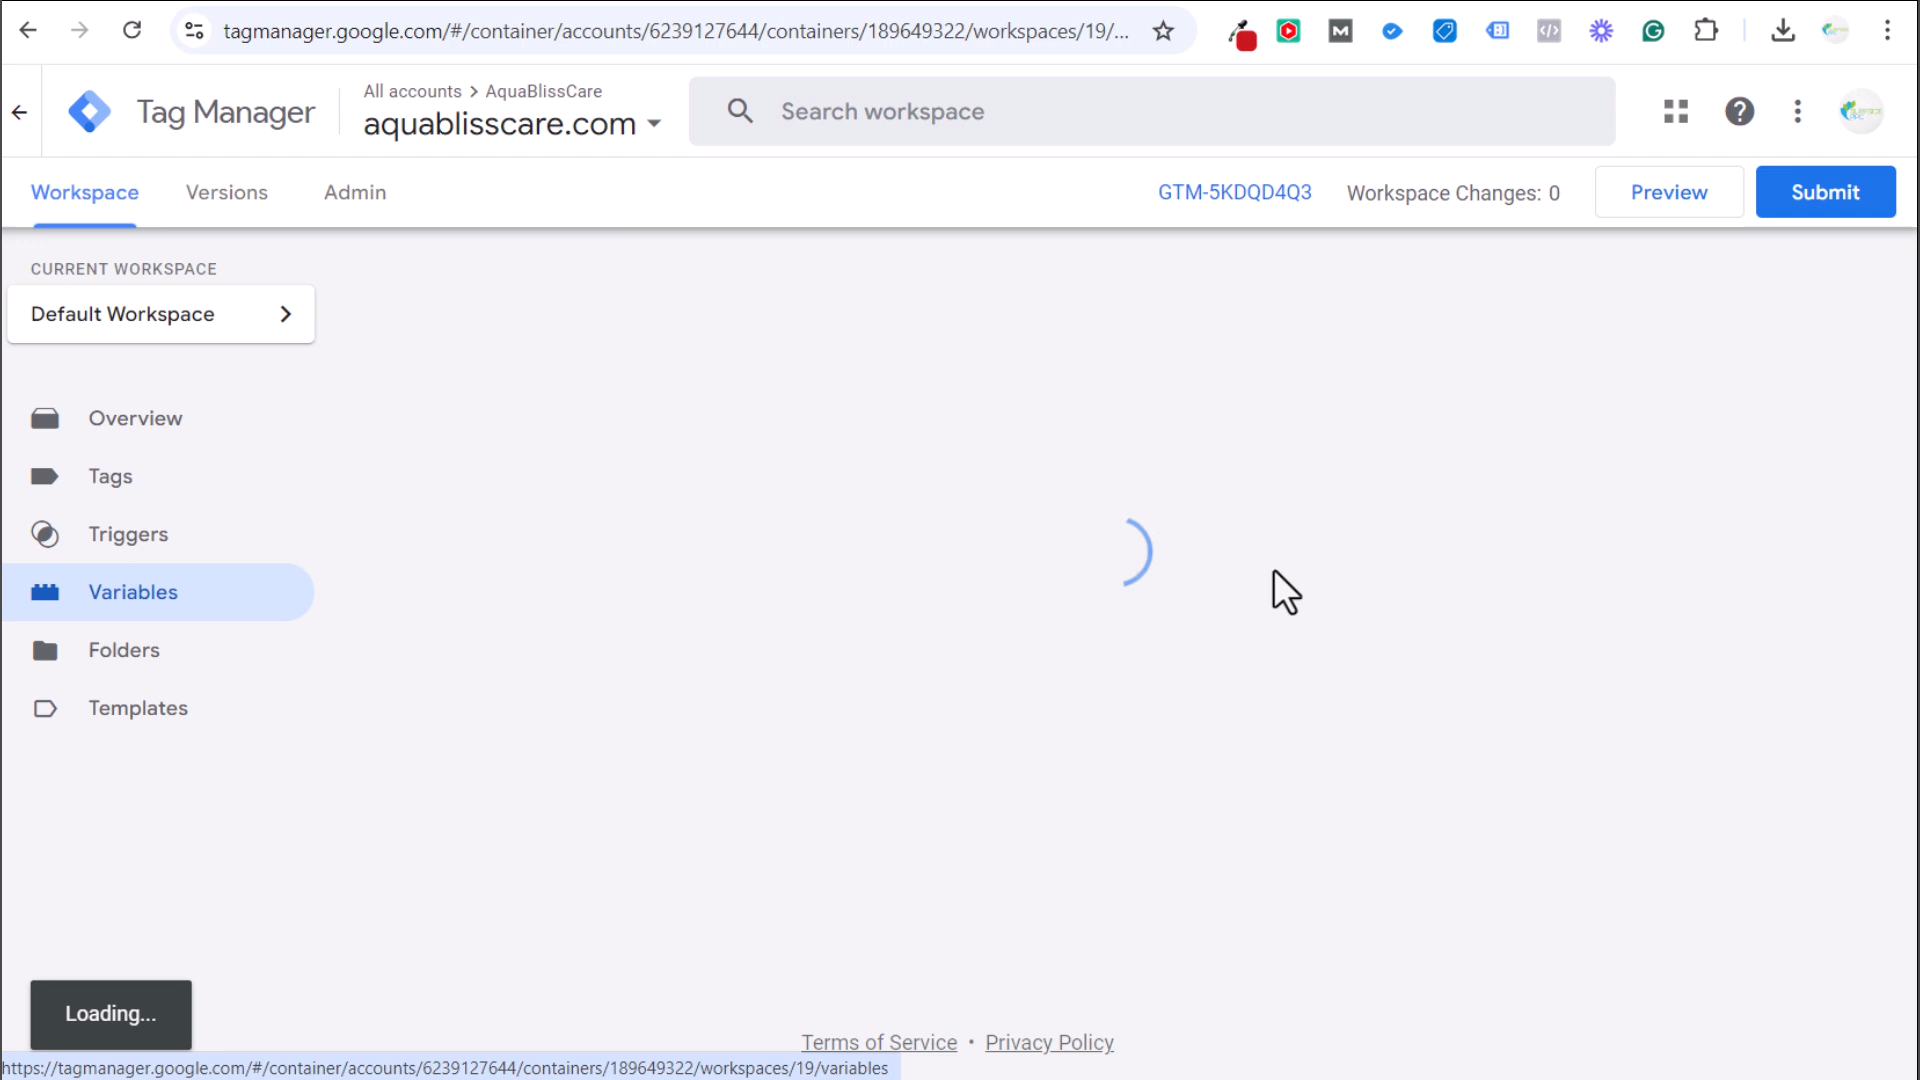 tagmanager.google.com/#/container/accounts/6239127644/containers/189649322/workspaces/19/...
Tag Manager
All accounts > AquaBlissCare
aquablisscare.com
Search workspace
Workspace
Versions
Admin
GTM-5KDQD4Q3
Workspace Changes: 0
Preview
Submit
CURRENT WORKSPACE
Default Workspace
Overview
Tags
Triggers
Variables
Folders
Templates
Loading...
Terms of Service • Privacy Policy
https://tagmanager.google.com/#/container/accounts/6239127644/containers/189649322/workspaces/19/variables